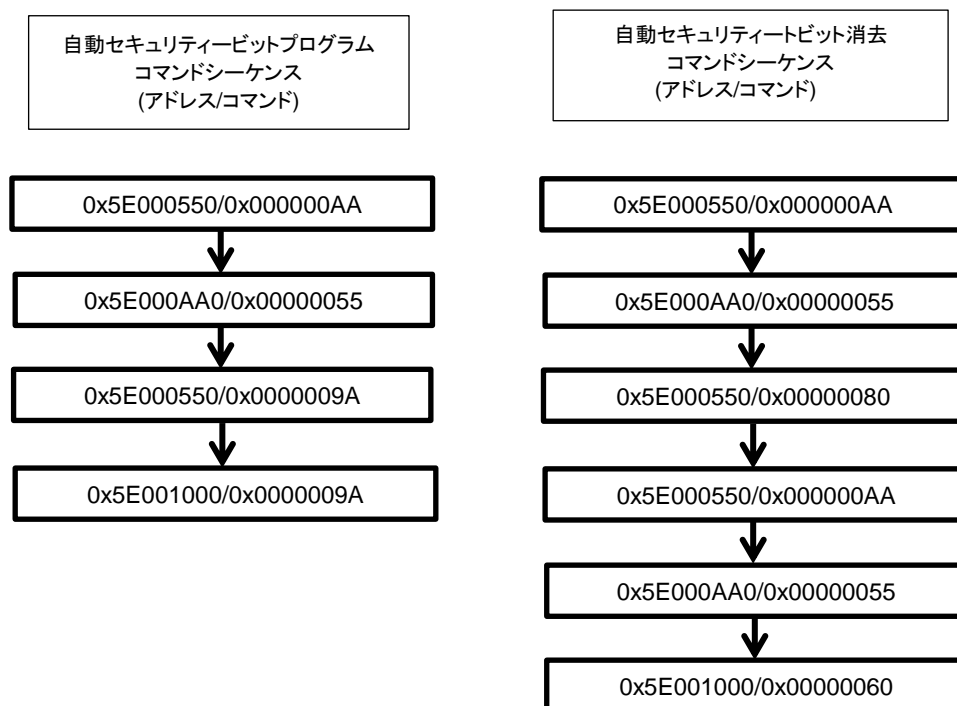 自動セキュリティービットプログラム
コマンドシーケンス
(アドレス/コマンド)
0x5E000550/0x000000AA
0x5E000AA0/0x00000055
0x5E000550/0x0000009A
0x5E001000/0x0000009A
自動セキュリティートビット消去
コマンドシーケンス
(アドレス/コマンド)
0x5E000550/0x000000AA
0x5E000AA0/0x00000055
0x5E000550/0x00000080
0x5E000550/0x000000AA
0x5E000AA0/0x00000055
0x5E001000/0x00000060